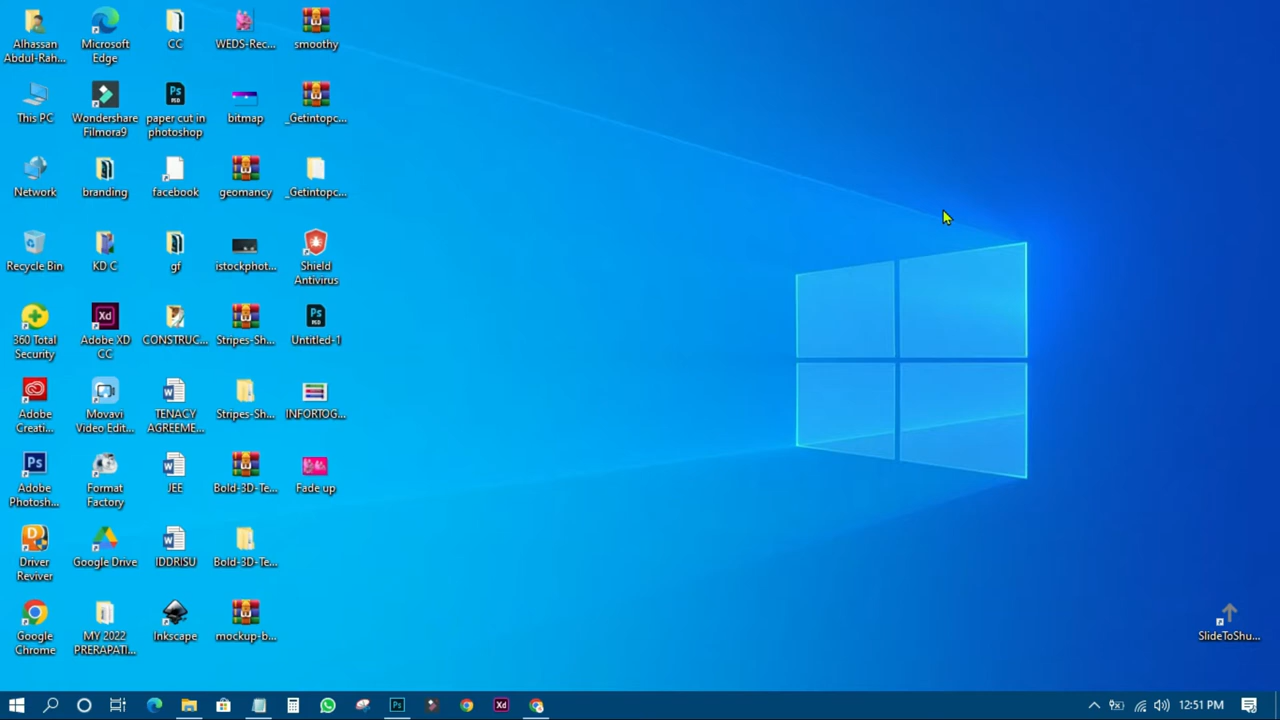 Alhassan
Abdul-Rah...
Microsoft
Edge
CC
WEDS-Rec...
smoothy
This PC
Wondershare
Filmora9
paper cut in
photoshop
bitmap
_Getintopc...
Network
branding
facebook
geomancy
_Getintopc...
Recycle Bin
KD C
gf
istockphot...
Shield
Antivirus
360 Total
Security
Adobe XD
CC
CONSTRUC...
Stripes-Sh...
Untitled-1
Adobe
Creati...
Movavi
Video Edit...
TENACY
AGREEME...
Stripes-Sh...
INFORTOG...
Adobe
Photosh...
Format
Factory
JEE
Bold-3D-Te...
Fade up
Driver
Reviver
Google Drive
IDDRISU
Bold-3D-Te...
Google
Chrome
MY 2022
PRERAPATI...
Inkscape
mockup-b...
SlideToShu...
12:51 PM